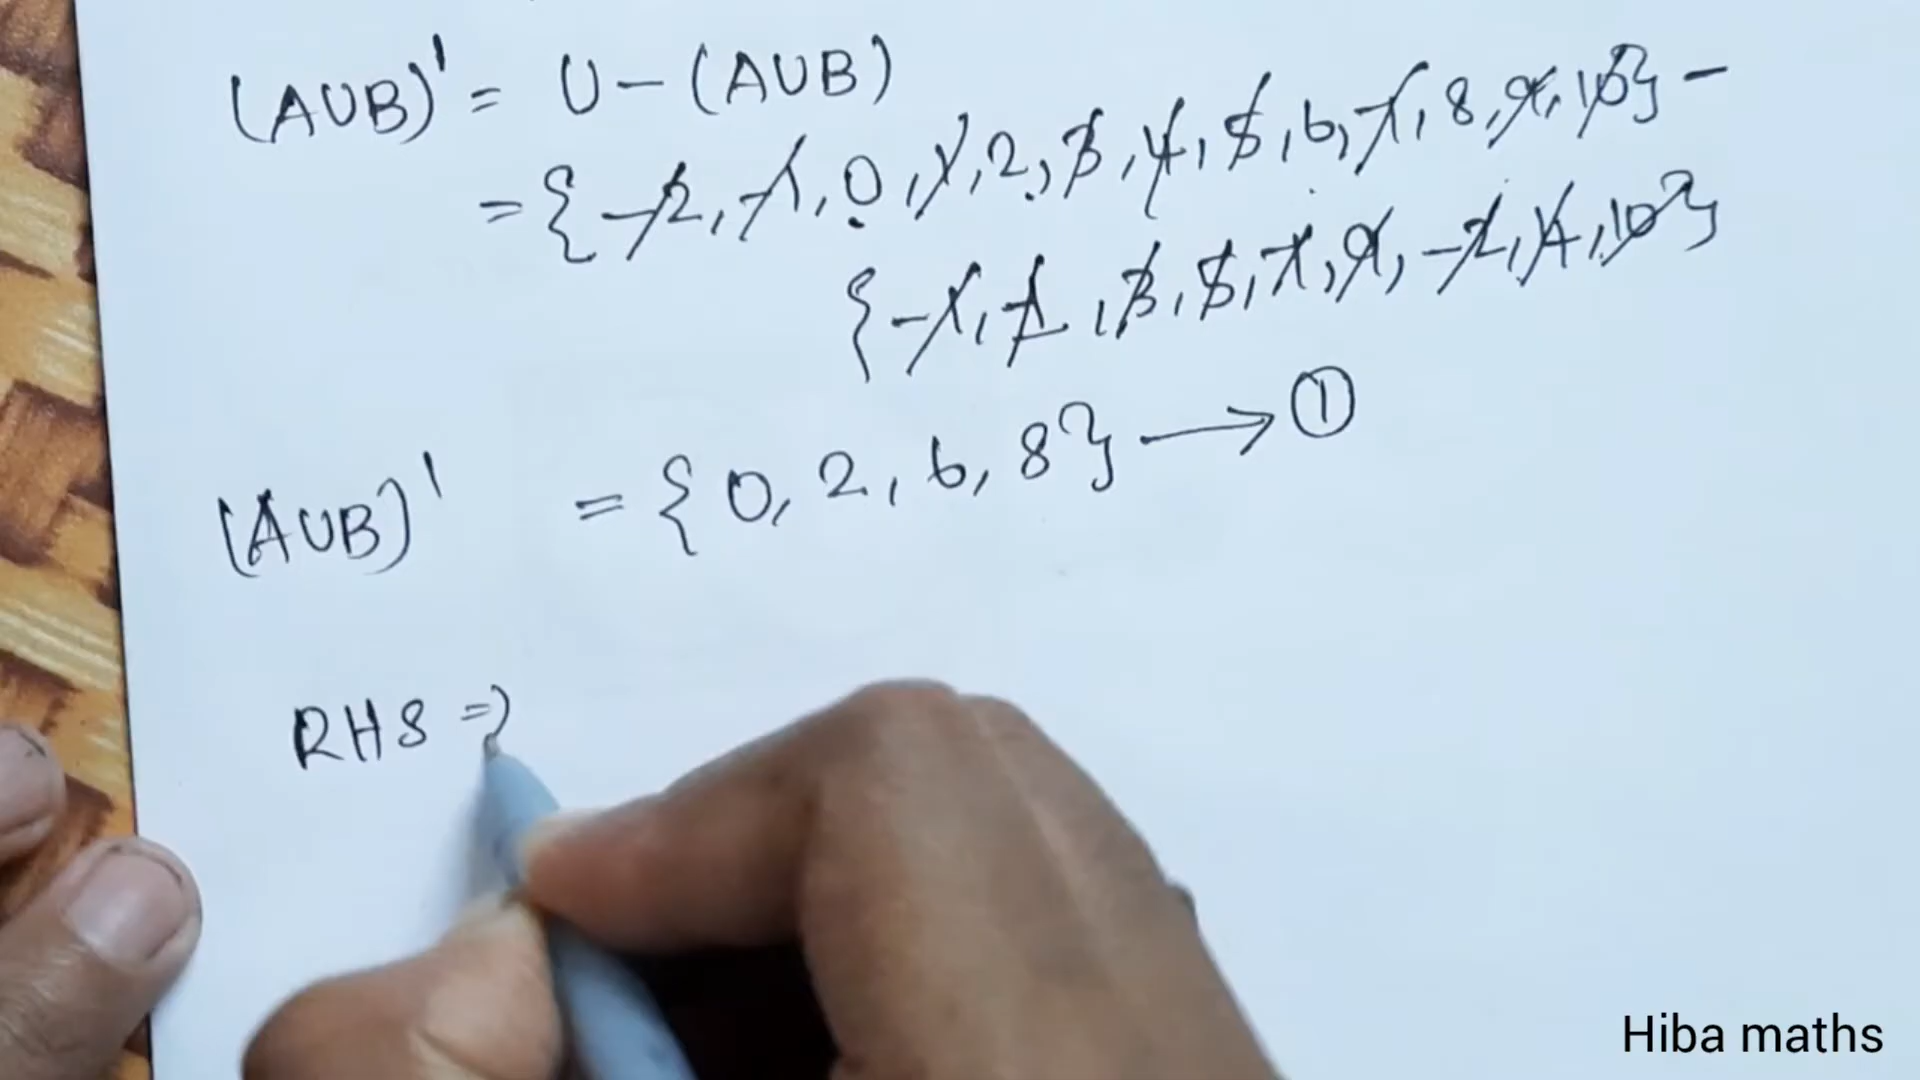 (AUB)' = U - (AUB)
= {-2, -1, 0, 1, 2, 3, 4, 5, 6, 7, 8, 9, 10} -
{-1, 1, 3, 5, 7, 9, -2, 4, 10}
(AUB)' = {0, 2, 6, 8} → ①
RHS ⇒
Hiba maths